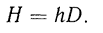 H = hD.